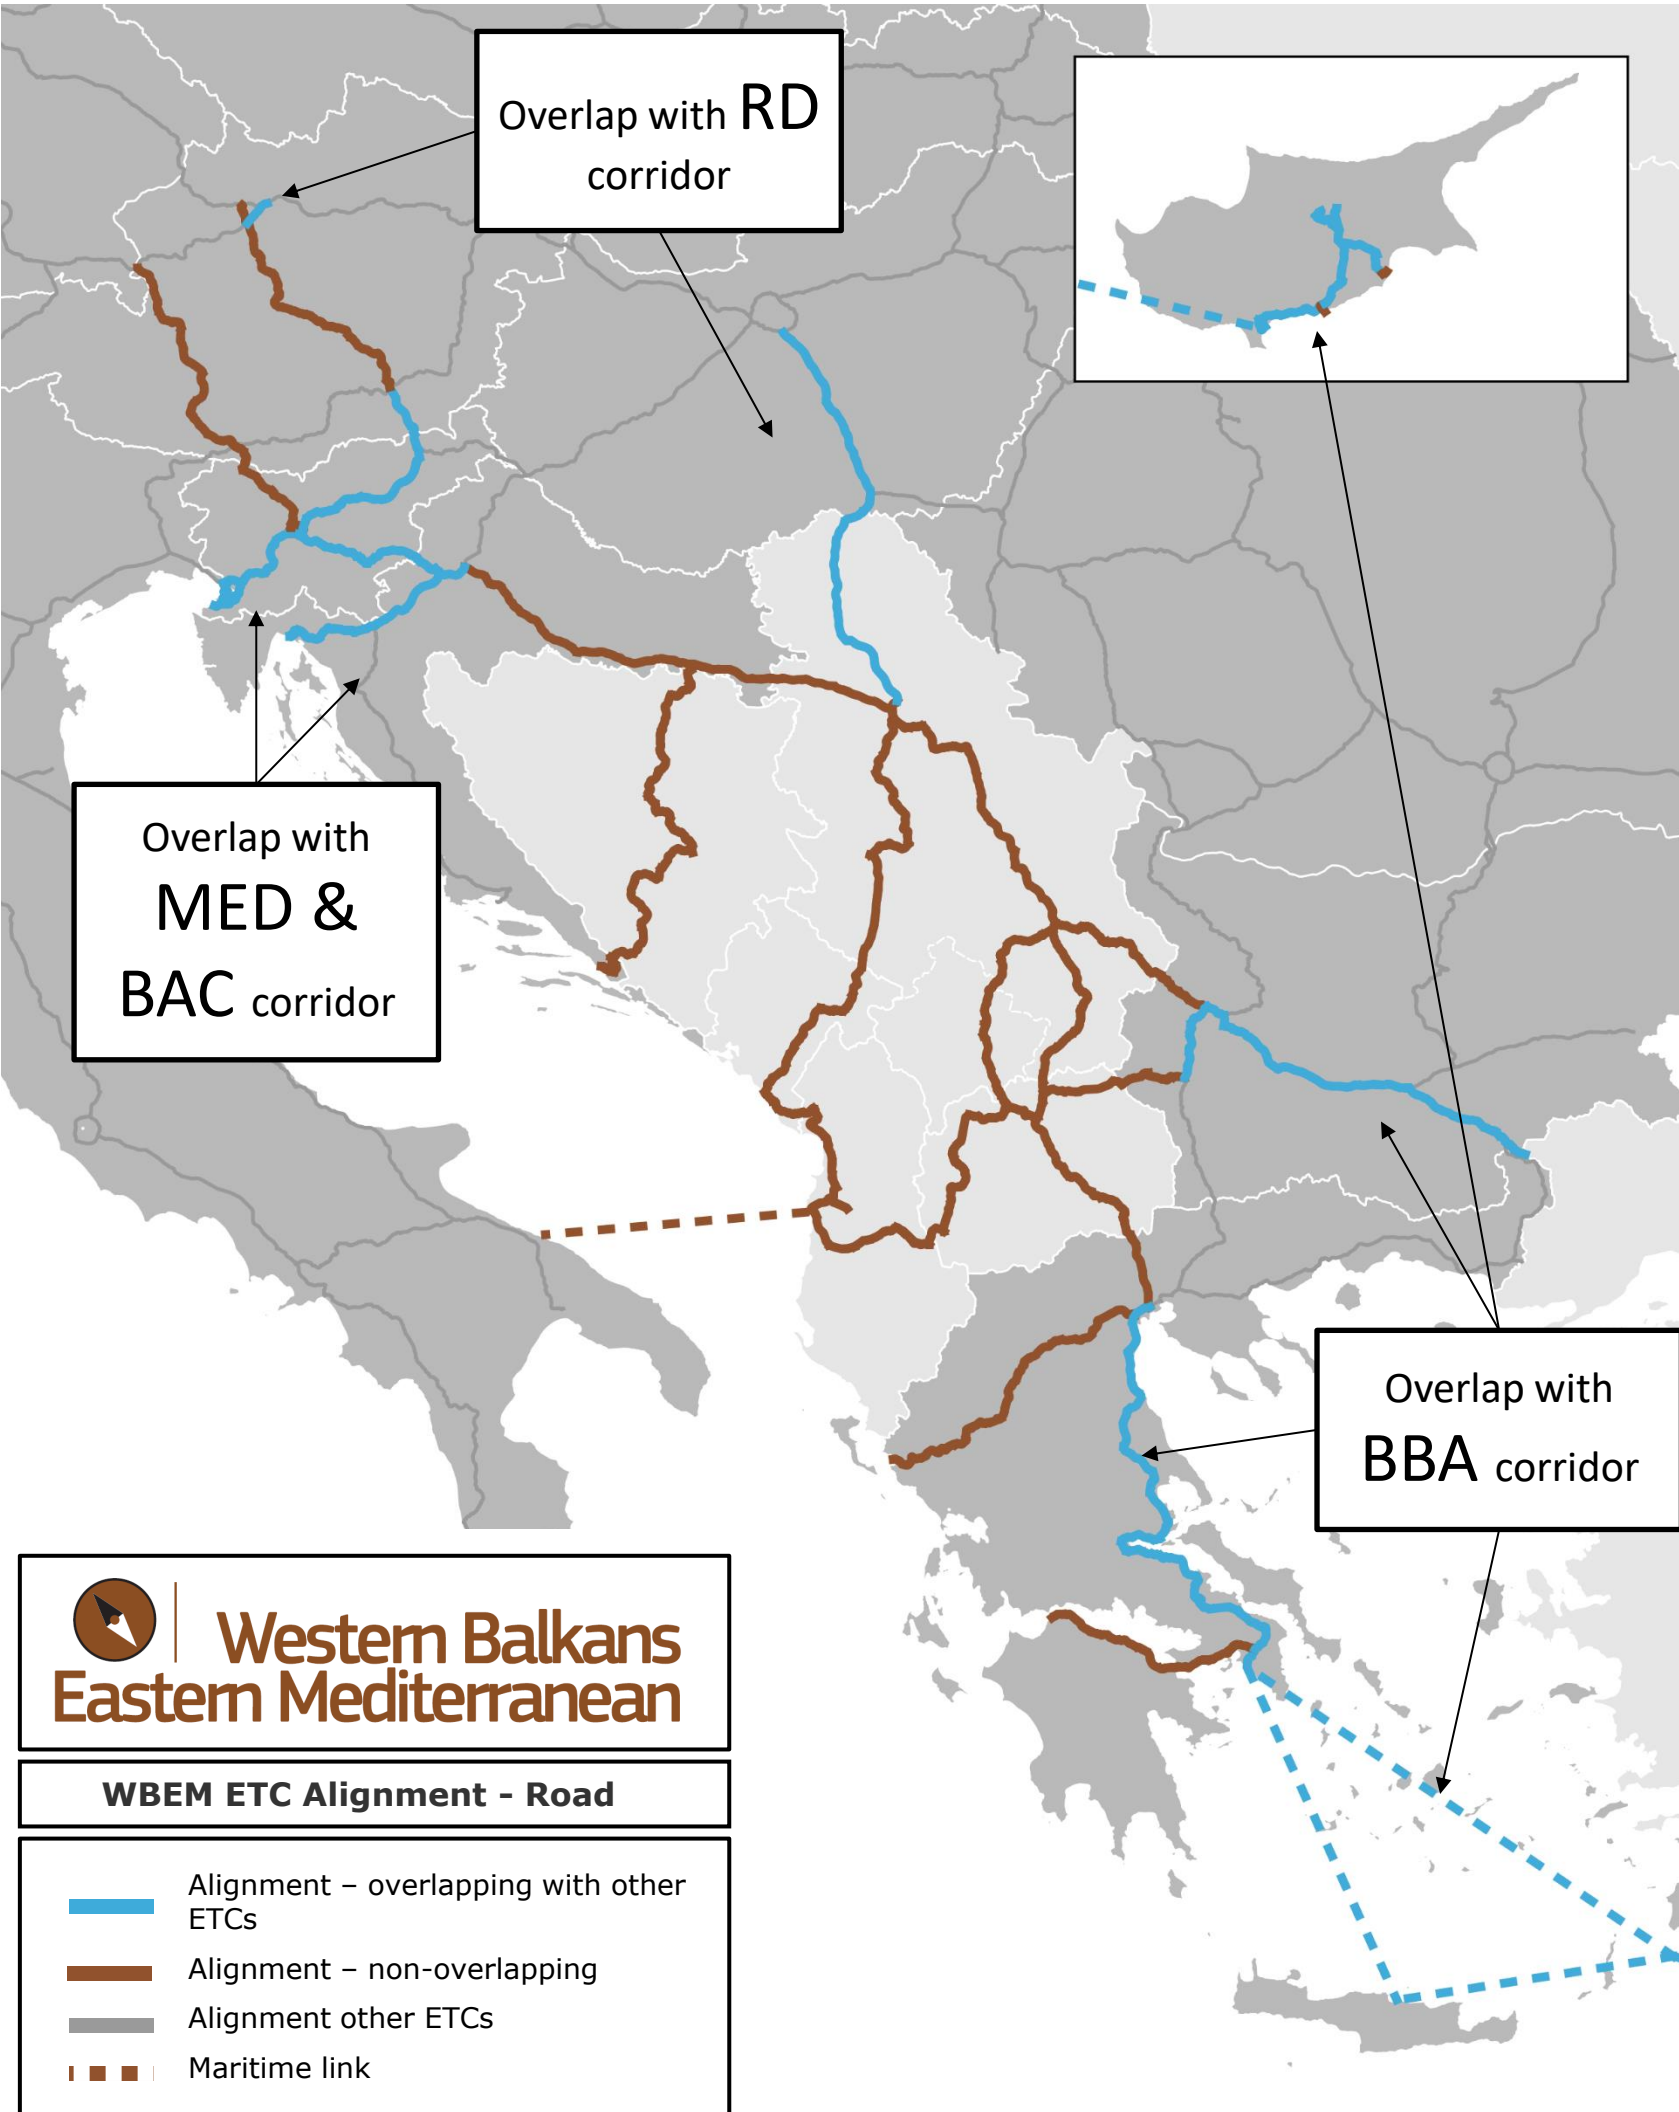 Overlap with RD
corridor
Overlap with
MED &
BAC corridor
Overlap with
BBA corridor
Western Balkans
Eastern Mediterranean
WBEM ETC Alignment - Road
Alignment – overlapping with other
ETCs
Alignment – non-overlapping
Alignment other ETCs
Maritime link